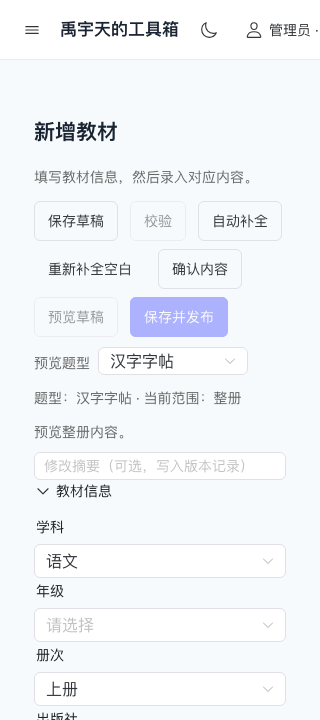 禹宇天的工具箱 管理员 ·
新增教材
填写教材信息，然后录入对应内容。
保存草稿 校验 自动补全
重新补全空白 确认内容
预览草稿 保存并发布
预览题型 汉字字帖
题型：汉字字帖 · 当前范围：整册
预览整册内容。
修改摘要（可选，写入版本记录）
教材信息
学科
语文
年级
请选择
册次
上册
出版社